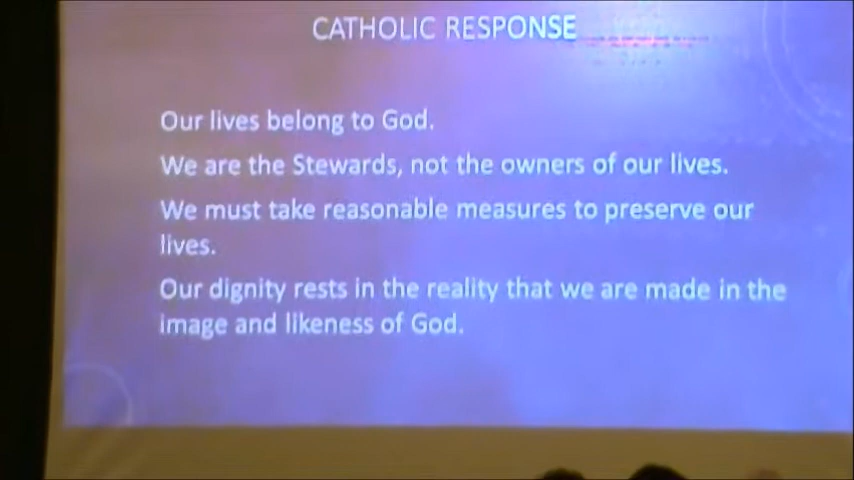 CATHOLIC RESPONSE
Our lives belong to God.
We are the Stewards, not the owners of our lives.
We must take reasonable measures to preserve our
lives.
Our dignity rests in the reality that we are made in the
image and likeness of God.